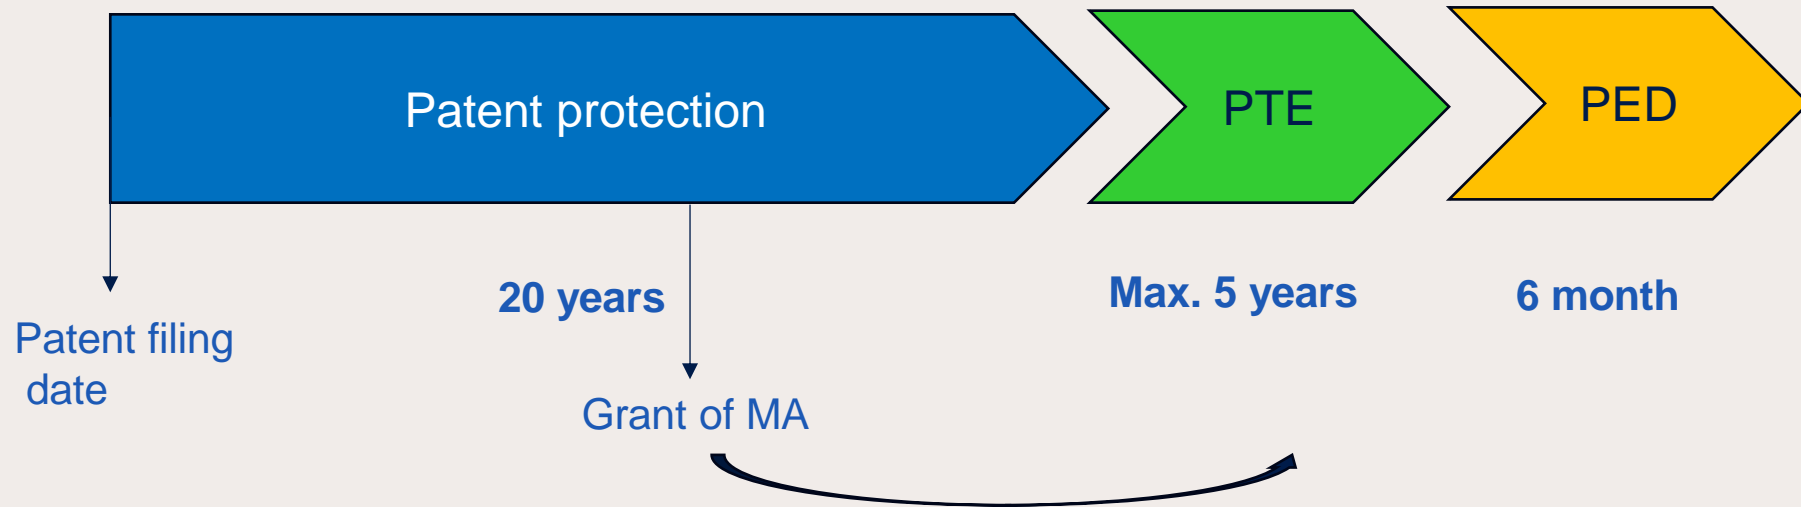 Patent protection
PTE
PED
20 years
Max. 5 years
6 month
Patent filing
date
Grant of MA